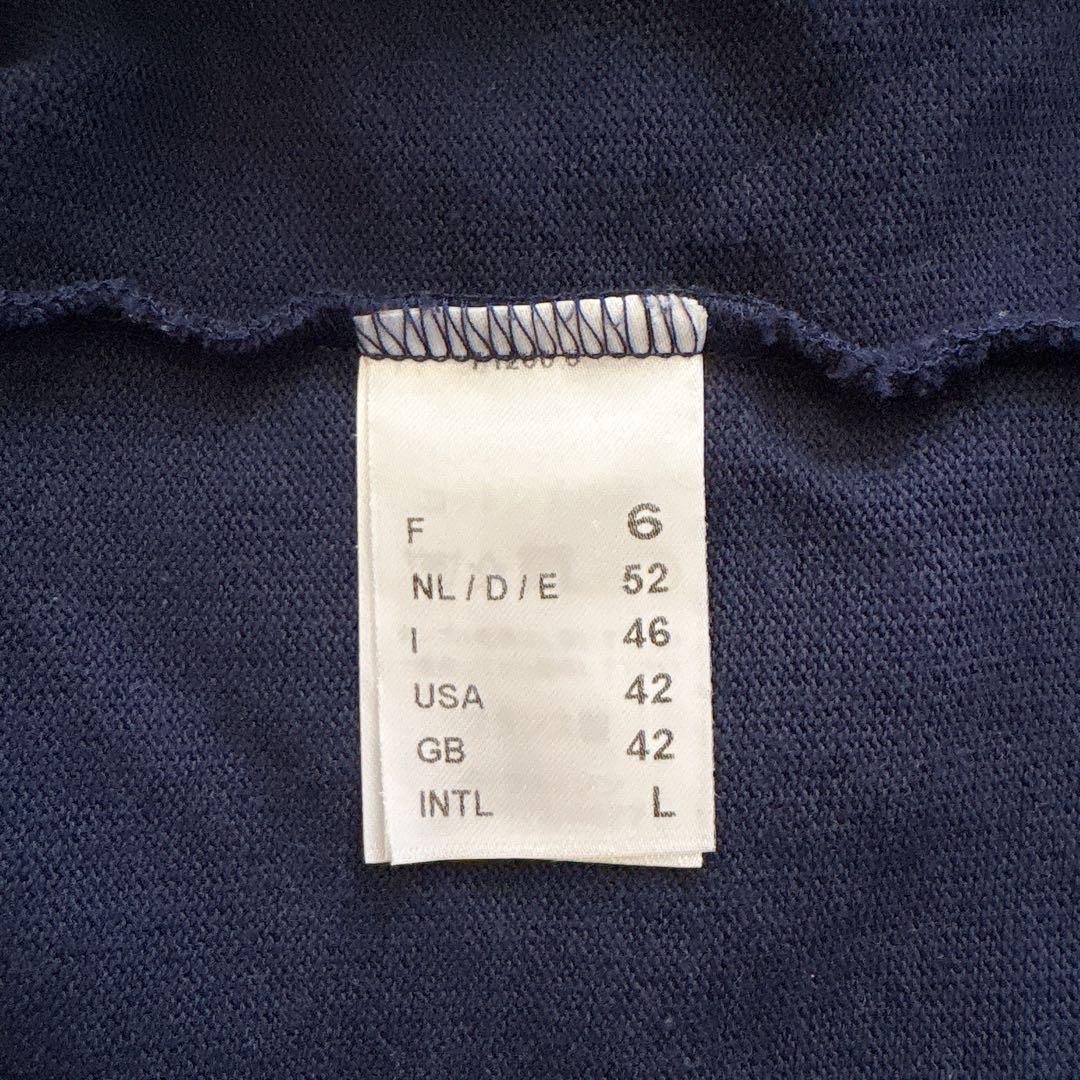 F 6
NL / D / E 52
I 46
USA 42
GB 42
INTL L